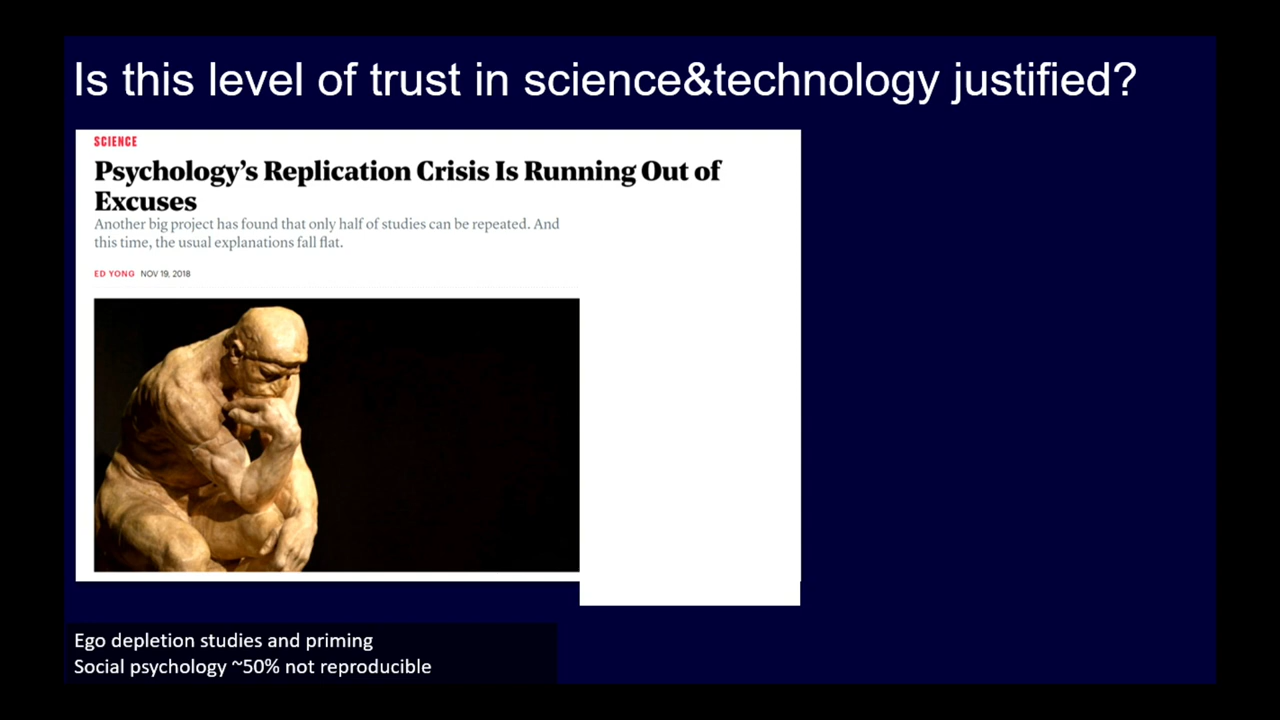 Is this level of trust in science&technology justified?
SCIENCE
Psychology’s Replication Crisis Is Running Out of
Excuses
Another big project has found that only half of studies can be repeated. And
this time, the usual explanations fall flat.
ED YONG NOV 19, 2018
Ego depletion studies and priming
Social psychology ~50% not reproducible